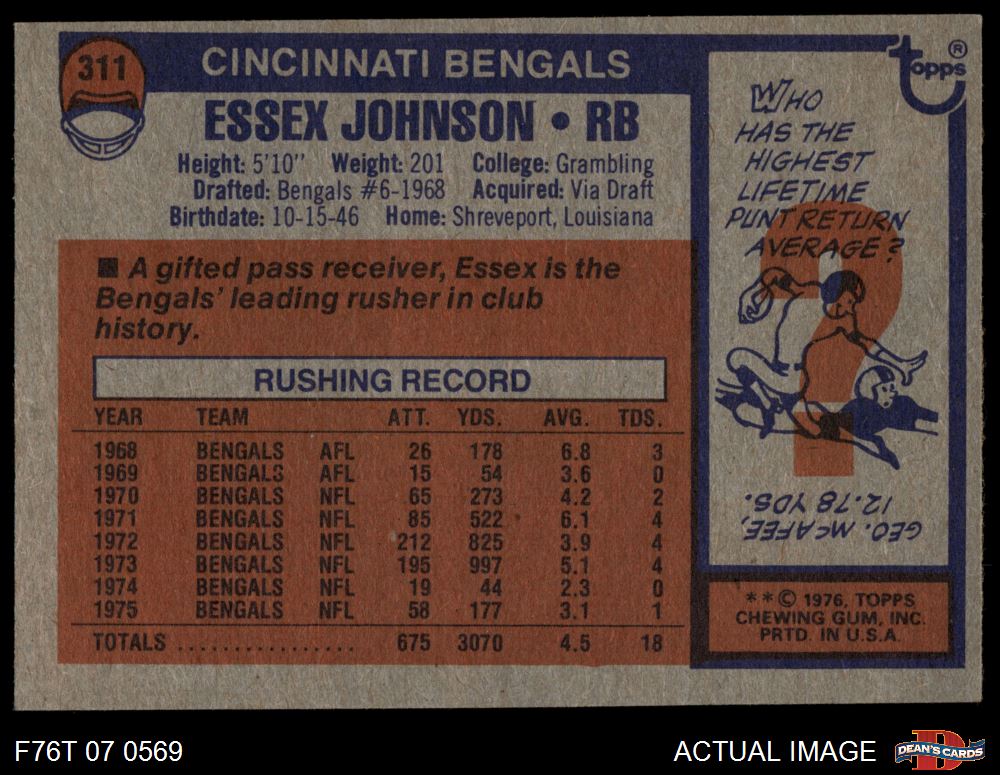 311
CINCINNATI BENGALS
ESSEX JOHNSON • RB
Height: 5'10" Weight: 201 College: Grambling
Drafted: Bengals #6-1968 Acquired: Via Draft
Birthdate: 10-15-46 Home: Shreveport, Louisiana
■ A gifted pass receiver, Essex is the
Bengals' leading rusher in club
history.
RUSHING RECORD
YEAR TEAM ATT. YDS. AVG. TDS.
1968 BENGALS AFL 26 178 6.8 3
1969 BENGALS AFL 15 54 3.6 0
1970 BENGALS NFL 65 273 4.2 2
1971 BENGALS NFL 85 522 6.1 4
1972 BENGALS NFL 212 825 3.9 4
1973 BENGALS NFL 195 997 5.1 4
1974 BENGALS NFL 19 44 2.3 0
1975 BENGALS NFL 58 177 3.1 1
TOTALS ................ 675 3070 4.5 18
Topps ®
WHO
HAS THE
HIGHEST
LIFETIME
PUNT RETURN
AVERAGE?
?
GEO. McAFEE,
12.78 YDS.
**© 1976, TOPPS
CHEWING GUM, INC.
PRTD. IN U.S.A.
F76T 07 0569
ACTUAL IMAGE
D
DEAN'S CARDS